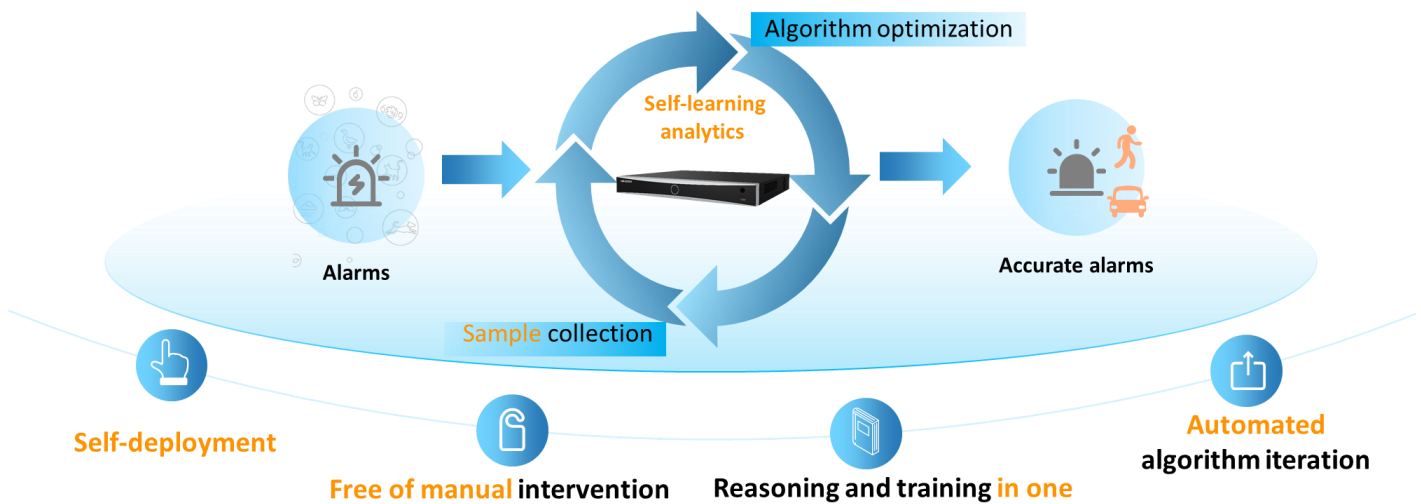 Algorithm optimization
Self-learning
analytics
Alarms
Accurate alarms
Sample collection
Self-deployment
Free of manual intervention
Reasoning and training in one
Automated
algorithm iteration